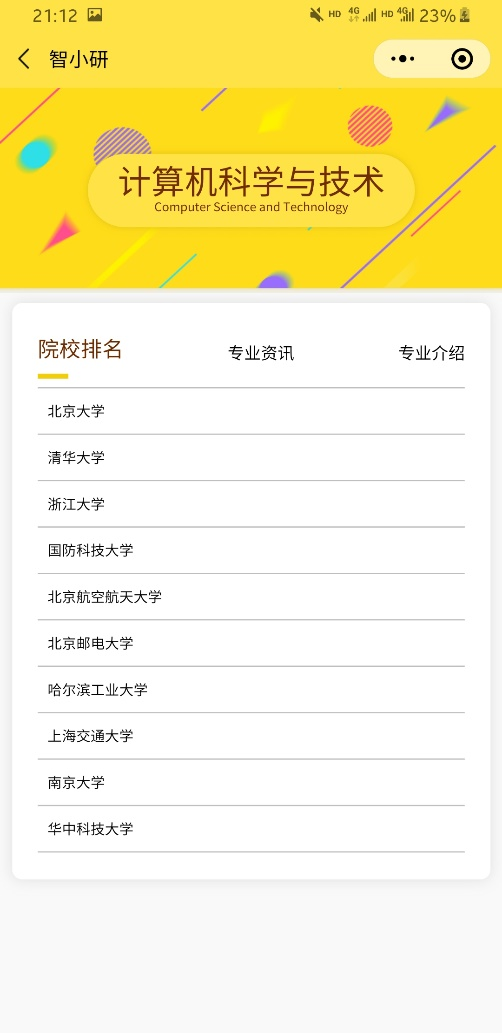 21:12 HD 4G HD 4G 23%
智小研
计算机科学与技术
Computer Science and Technology
院校排名 专业资讯 专业介绍
北京大学
清华大学
浙江大学
国防科技大学
北京航空航天大学
北京邮电大学
哈尔滨工业大学
上海交通大学
南京大学
华中科技大学